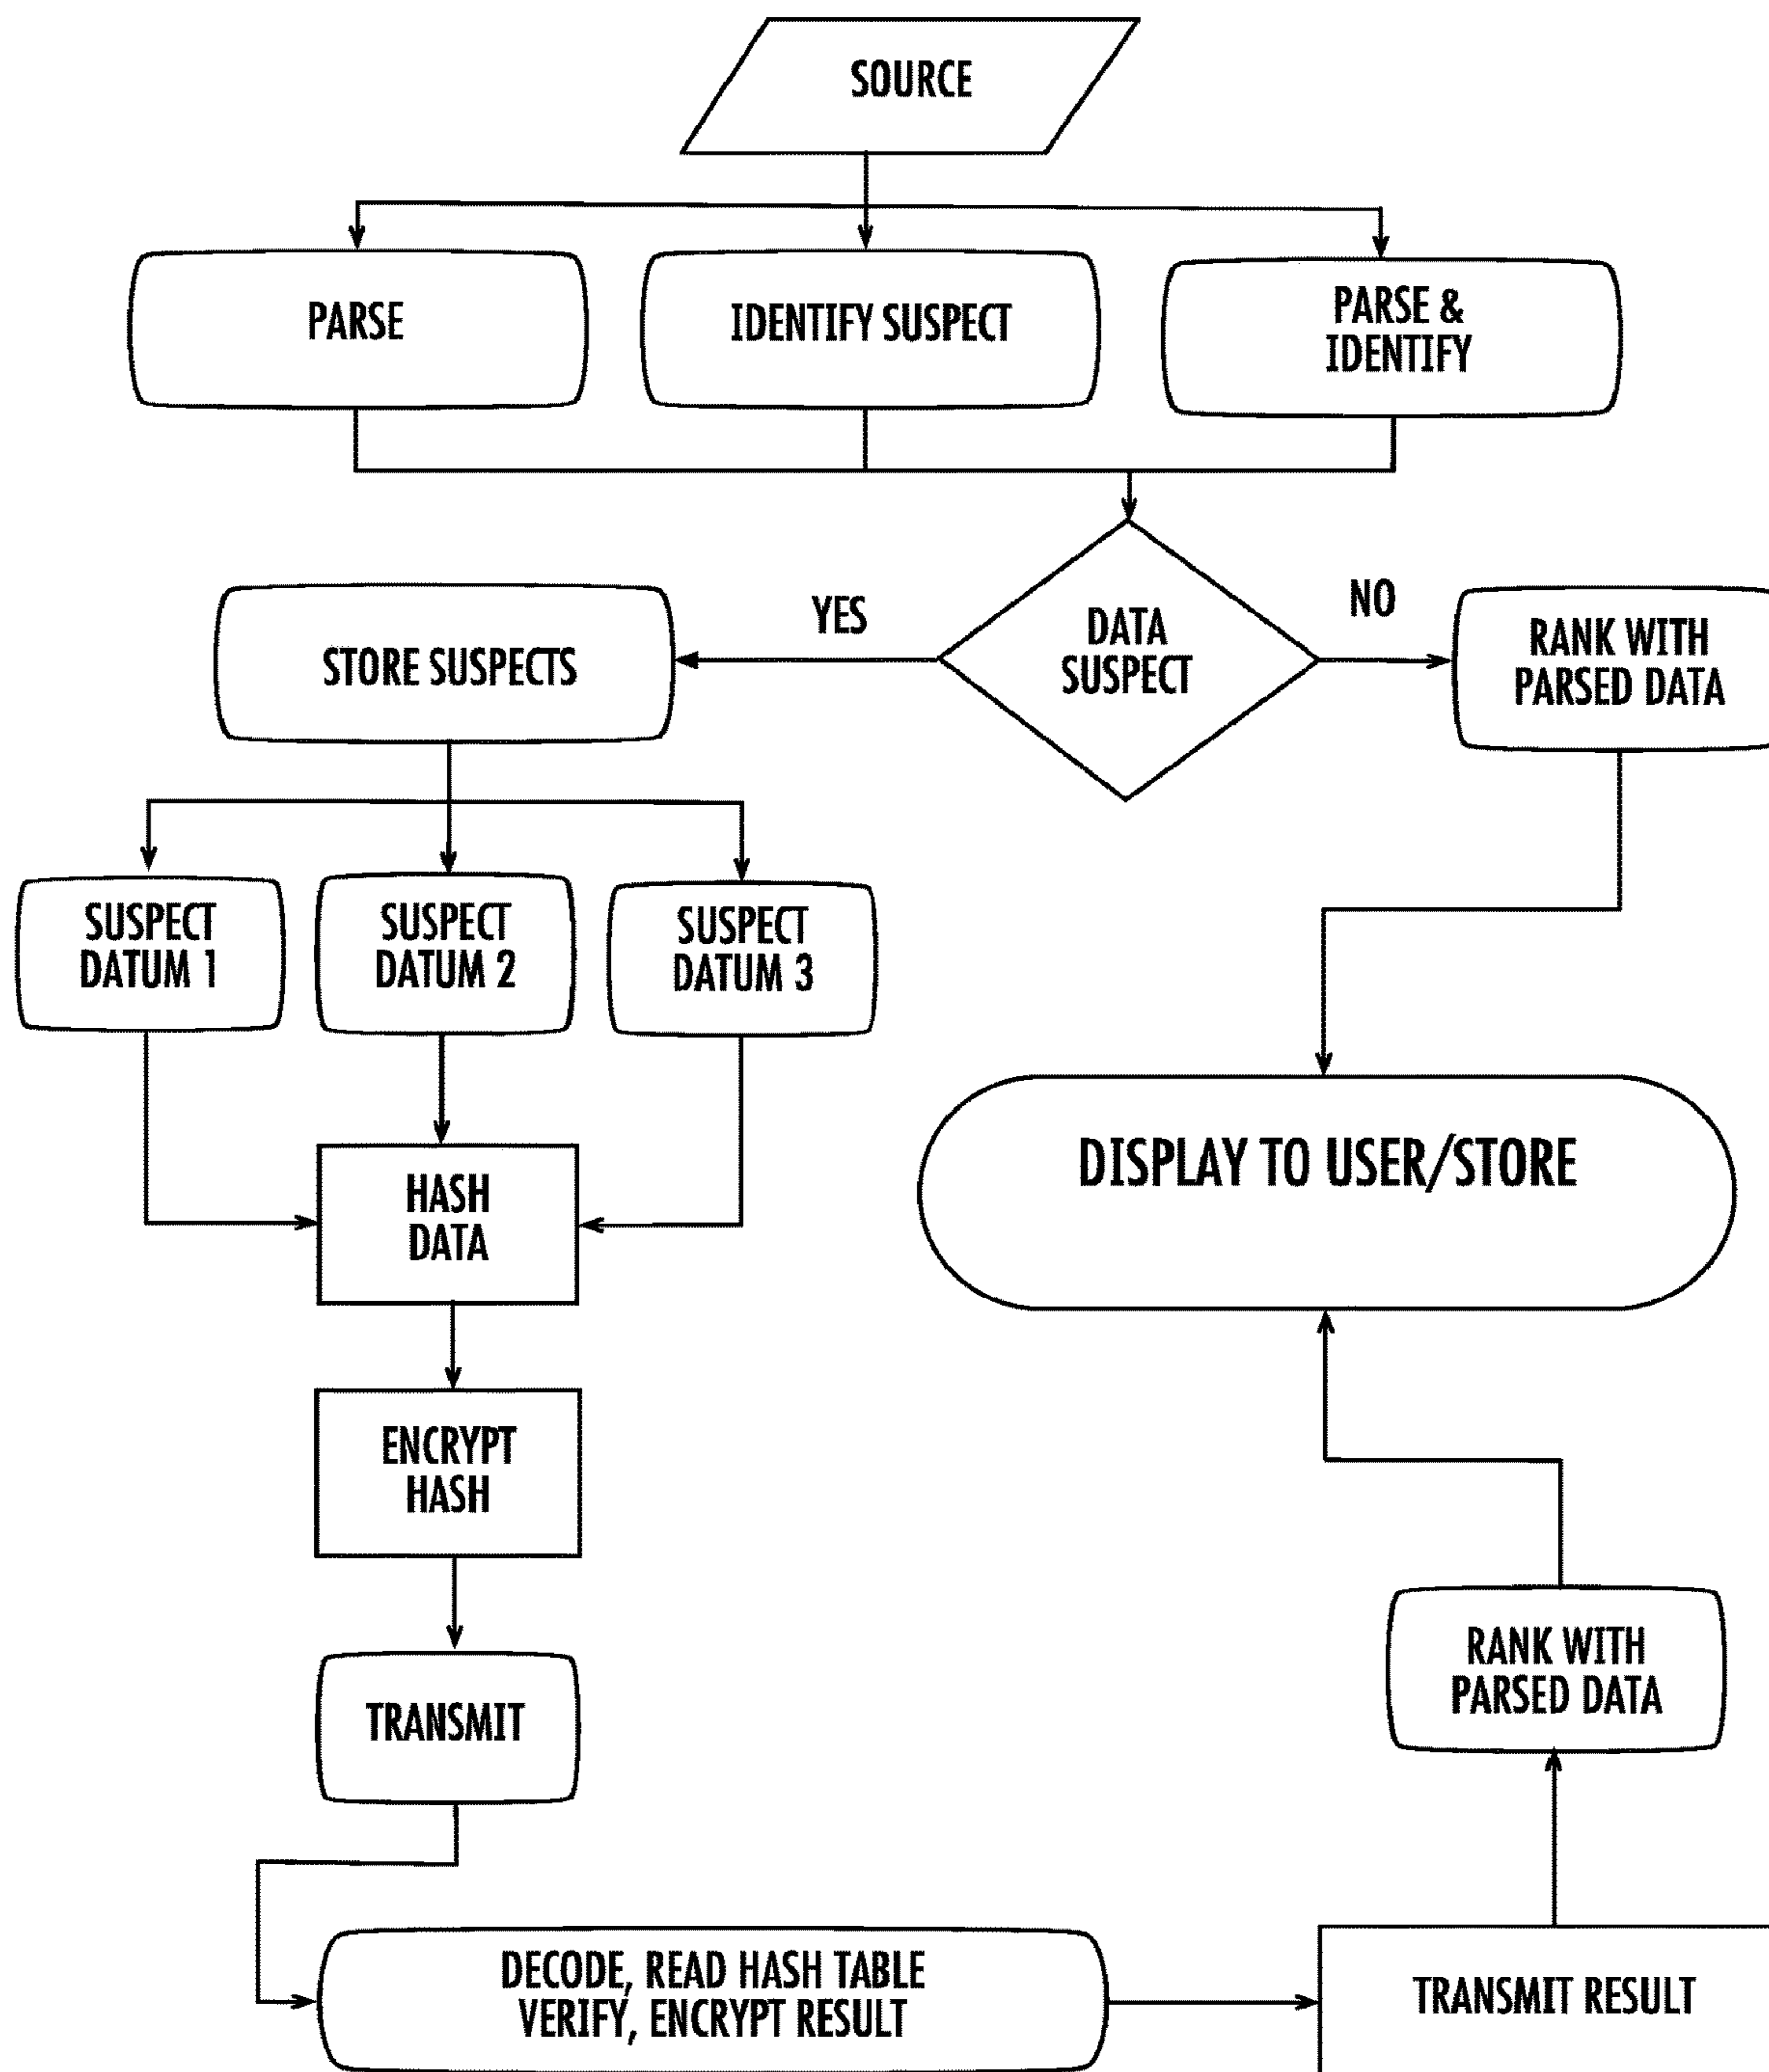 SOURCE
PARSE
IDENTIFY SUSPECT
PARSE &
IDENTIFY
YES
NO
STORE SUSPECTS
DATA
SUSPECT
RANK WITH
PARSED DATA
SUSPECT
DATUM 1
SUSPECT
DATUM 2
SUSPECT
DATUM 3
HASH
DATA
DISPLAY TO USER/STORE
ENCRYPT
HASH
TRANSMIT
RANK WITH
PARSED DATA
DECODE, READ HASH TABLE
VERIFY, ENCRYPT RESULT
TRANSMIT RESULT